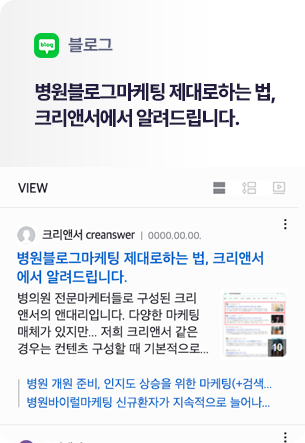 blog 블로그
병원블로그마케팅 제대로하는 법,
크리앤서에서 알려드립니다.
VIEW
크리앤서 creanswer | 0000.00.00.
병원블로그마케팅 제대로하는 법, 크리앤서
에서 알려드립니다.
병의원 전문마케터들로 구성된 크리
앤서의 앤대리입니다. 다양한 마케팅
매체가 있지만... 저희 크리앤서 같은
경우는 컨텐츠 구성할 때 기본적으로...
10
병원 개원 준비, 인지도 상승을 위한 마케팅(+검색...
병원바이럴마케팅 신규환자가 지속적으로 늘어나...